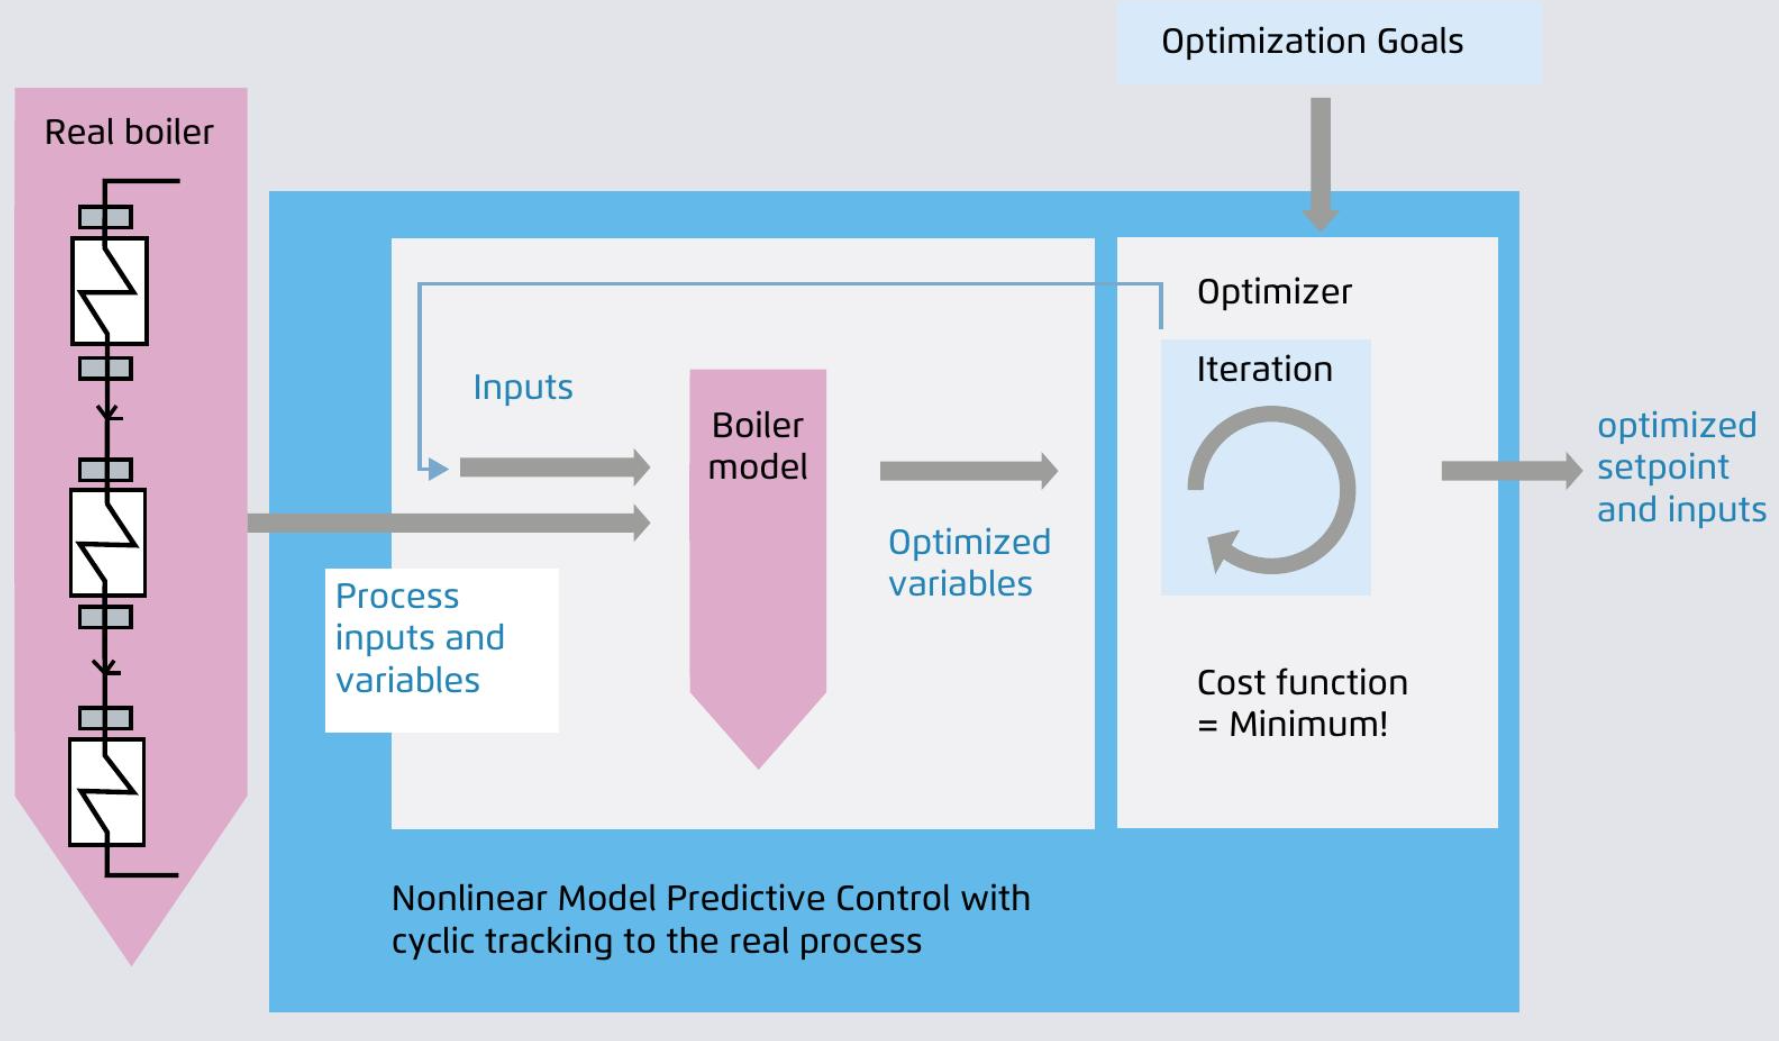 Optimization Goals
Real boiler
Optimizer
Iteration
Inputs
Boiler
model
optimized
setpoint
and inputs
Optimized
variables
Process
inputs and
variables
Cost function
= Minimum!
Nonlinear Model Predictive Control with
cyclic tracking to the real process